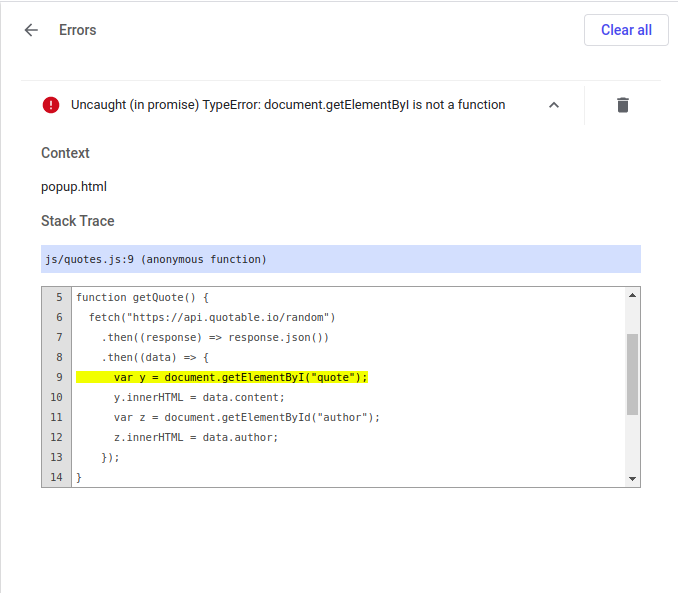 Errors
Clear all
Uncaught (in promise) TypeError: document.getElementByI is not a function
Context
popup.html
Stack Trace
js/quotes.js:9 (anonymous function)
5 function getQuote() {
6   fetch("https://api.quotable.io/random")
7     .then((response) => response.json())
8     .then((data) => {
9       var y = document.getElementByI("quote");
10       y.innerHTML = data.content;
11       var z = document.getElementById("author");
12       z.innerHTML = data.author;
13     });
14 }